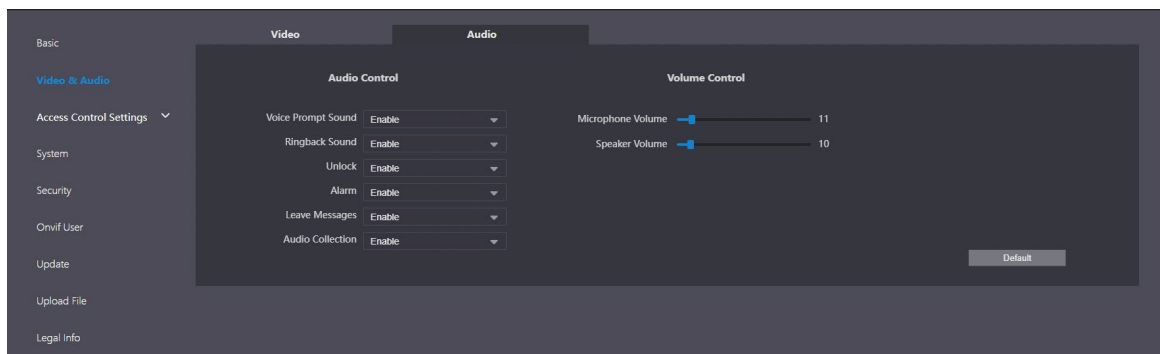 Basic
Video & Audio
Access Control Settings
System
Security
Onvif User
Update
Upload File
Legal Info
Video
Audio
Audio Control
Voice Prompt Sound Enable
Ringback Sound Enable
Unlock Enable
Alarm Enable
Leave Messages Enable
Audio Collection Enable
Volume Control
Microphone Volume 11
Speaker Volume 10
Default